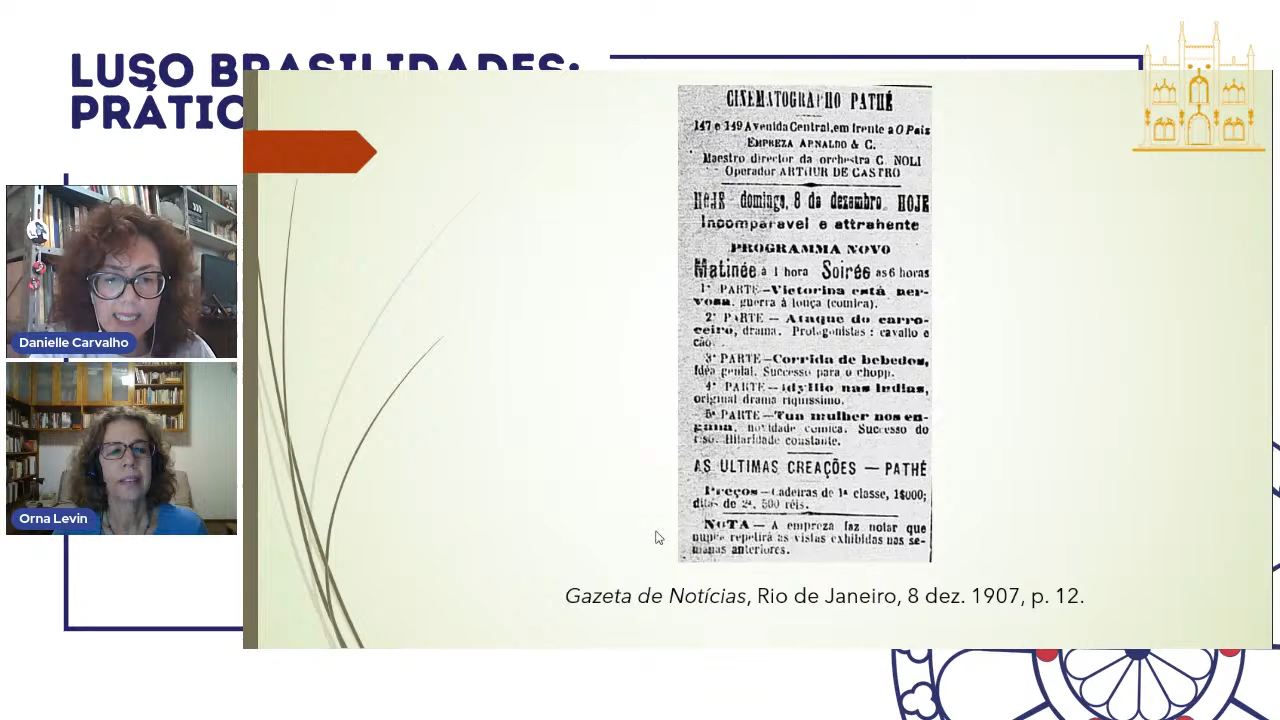 LUSO BRASILIDADES:
PRÁTIC
Danielle Carvalho
Orna Levin
CINEMATOGRAPHO PATHÉ
147 e 149 Avenida Central, em frente a O Paiz
EMPREZA ARNALDO & C.
Maestro director da orchestra C. NOLI
Operador ARTHUR DE CASTRO
HOJE domingo, 8 de dezembro HOJE
Incomparavel e attrahente
PROGRAMMA NOVO
Matinée á 1 hora Soirée as 6 horas
1ª PARTE—Victorina está ner-
vosa, guerra á louça (comica).
2ª PARTE — Ataque do carro-
ceiro, drama. Protagonistas: cavallo e
cão.
3ª PARTE—Corrida de bebedos,
Idéa genial. Successo para o chopp.
4ª PARTE—Idyllio nas Indias,
original drama riquissimo.
5ª PARTE—Tua mulher nos en-
gana, novidade comica. Successo do
riso. Hilaridade constante.
AS ULTIMAS CREAÇÕES — PATHÉ
Preços—Cadeiras de 1ª classe, 1$000;
ditas de 2ª, 500 réis.
NOTA — A empreza faz notar que
nunca repetirá as vistas exhibidas nas se-
manas anteriores.
Gazeta de Notícias, Rio de Janeiro, 8 dez. 1907, p. 12.